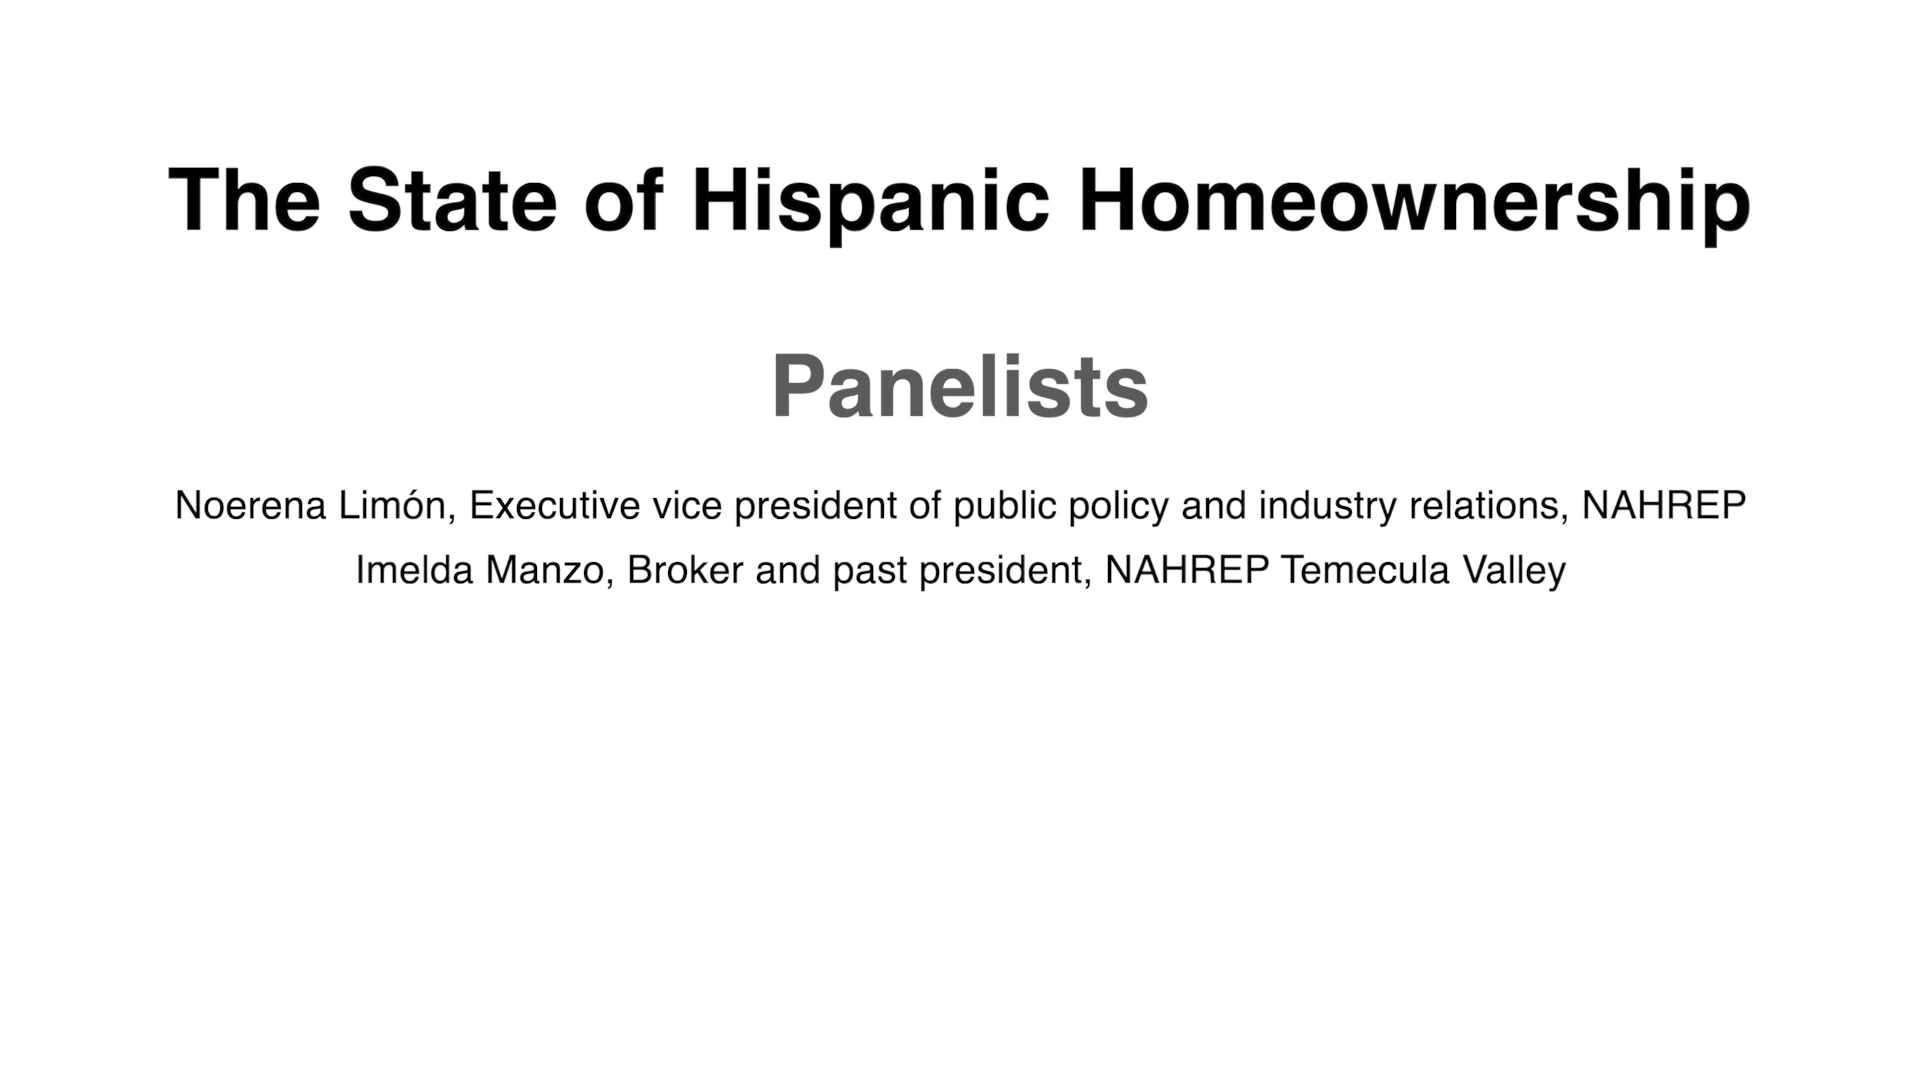 The State of Hispanic Homeownership
Panelists
Noerena Limón, Executive vice president of public policy and industry relations, NAHREP
Imelda Manzo, Broker and past president, NAHREP Temecula Valley